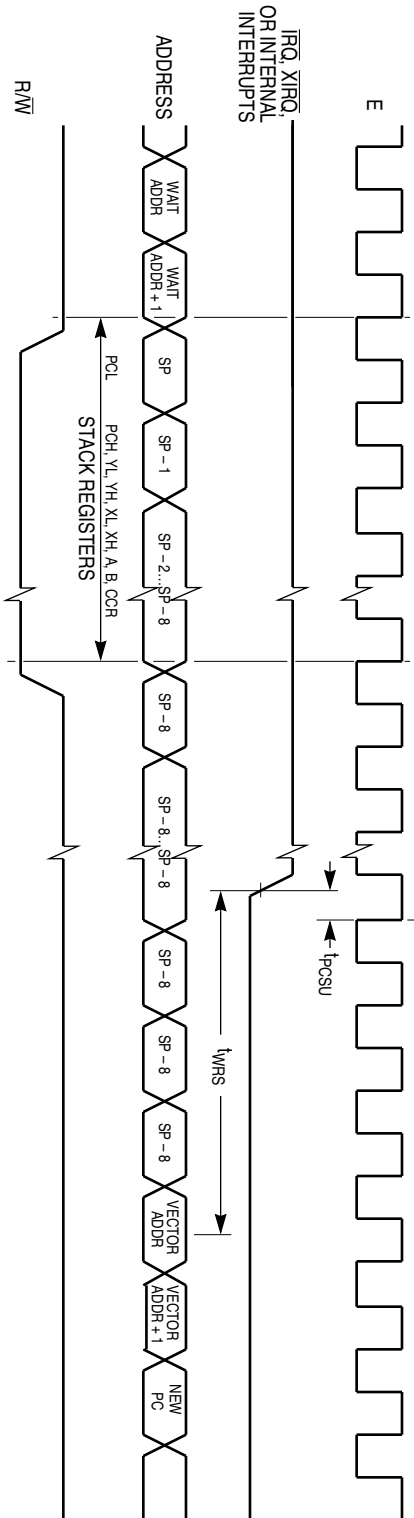 E
IRQ, XIRQ,
OR INTERNAL
INTERRUPTS
tPCSU
tWRS
ADDRESS
WAIT
ADDR
WAIT
ADDR+1
SP
SP – 1
SP – 2...SP – 8
SP – 8
SP – 8...SP – 8
SP – 8
SP – 8
SP – 8
VECTOR
ADDR
VECTOR
ADDR+1
NEW
PC
PCL
PCH, YL, YH, XL, XH, A, B, CCR
STACK REGISTERS
R/W